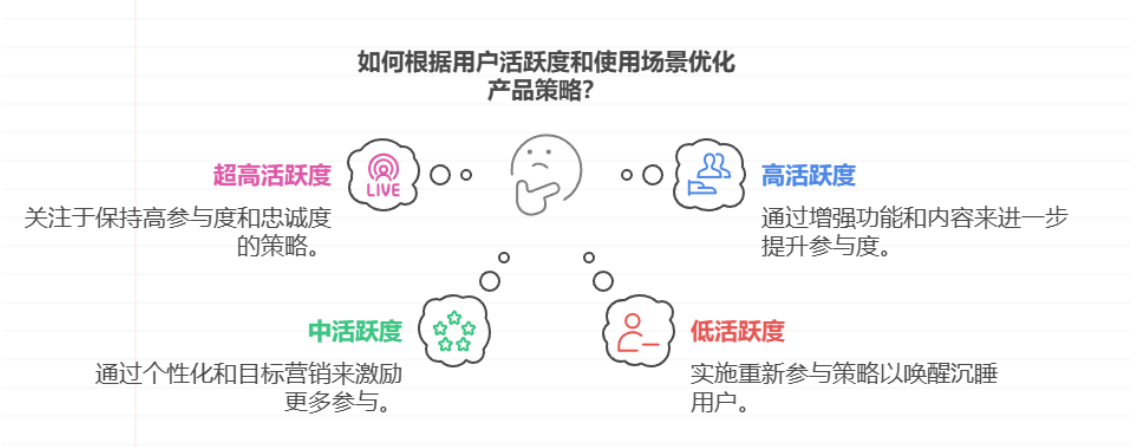 如何根据用户活跃度和使用场景优化
产品策略？
超高活跃度
LIVE
关注于保持高参与度和忠诚度
的策略。
高活跃度
通过增强功能和内容来进一步
提升参与度。
中活跃度
通过个性化和目标营销来激励
更多参与。
低活跃度
实施重新参与策略以唤醒沉睡
用户。